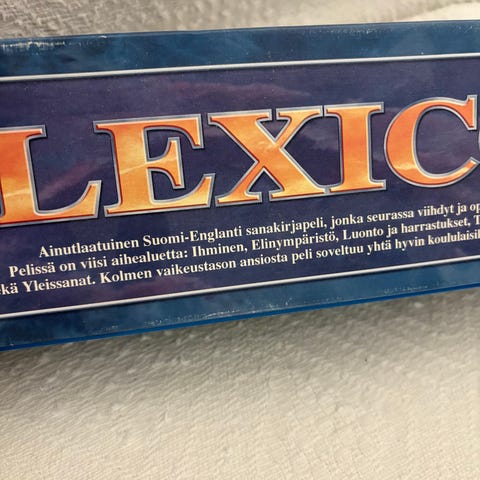 LEXIC
Ainutlaatuinen Suomi-Englanti sanakirjapeli, jonka seurassa viihdyt ja op
Pelissä on viisi aihealuetta: Ihminen, Elinympäristö, Luonto ja harrastukset, T
kä Yleissanat. Kolmen vaikeustason ansiosta peli soveltuu yhtä hyvin koululaisil